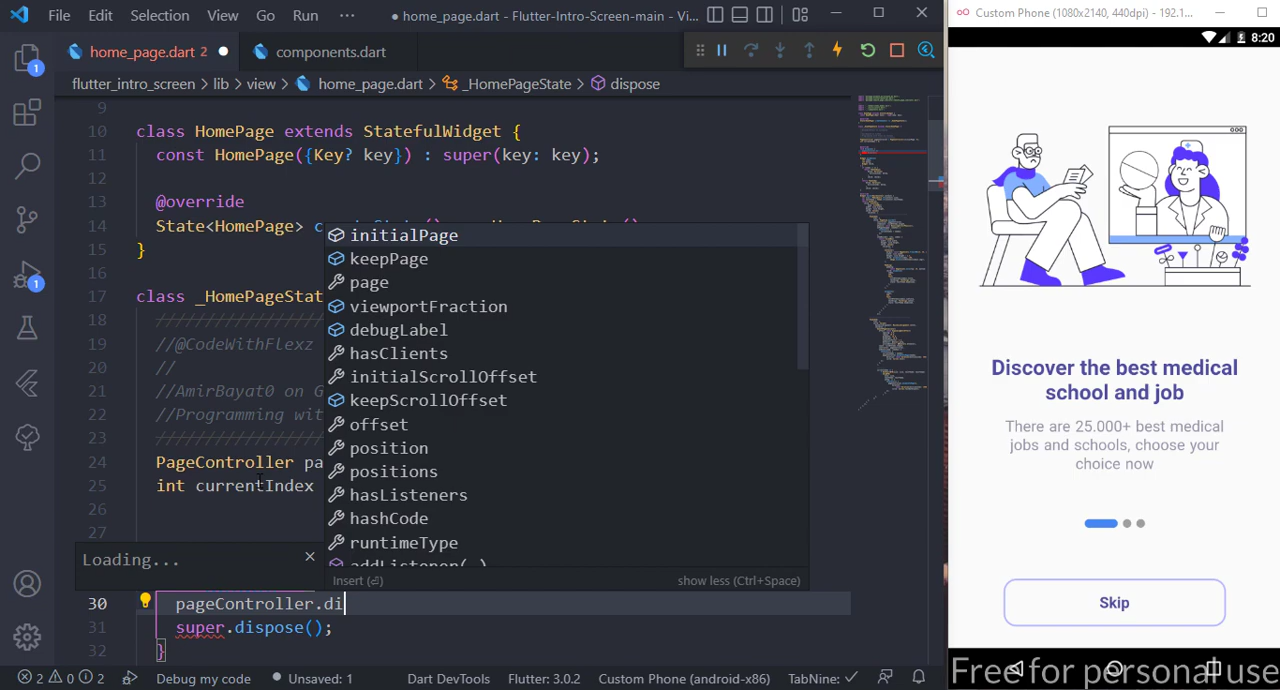 File Edit Selection View Go Run ··· ● home_page.dart - Flutter-Intro-Screen-main - Vi...
Custom Phone (1080x2140, 440dpi) - 192.1...
home_page.dart 2 ●
components.dart
8:20
flutter_intro_screen > lib > view > home_page.dart > _HomePageState > dispose
1
1
9
10 class HomePage extends StatefulWidget {
11 const HomePage({Key? key}) : super(key: key);
12
13 @override
14 State<HomePage> c
15 }
16
17 class _HomePageStat
18 ////////////////
19 //@CodeWithFlexz
20 //
21 //AmirBayat0 on G
22 //Programming wit
23 ////////////////
24 PageController pa
25 int currentIndex
26
27
30 pageController.di
31 super.dispose();
32 }
initialPage
keepPage
page
viewportFraction
debugLabel
hasClients
initialScrollOffset
keepScrollOffset
offset
position
positions
hasListeners
hashCode
runtimeType
addListener(…)
Insert (⏎) show less (Ctrl+Space)
Loading...
Discover the best medical
school and job
There are 25.000+ best medical
jobs and schools, choose your
choice now
Skip
Free for personal use
2 0 2 Debug my code Unsaved: 1 Dart DevTools Flutter: 3.0.2 Custom Phone (android-x86) TabNine: ✓